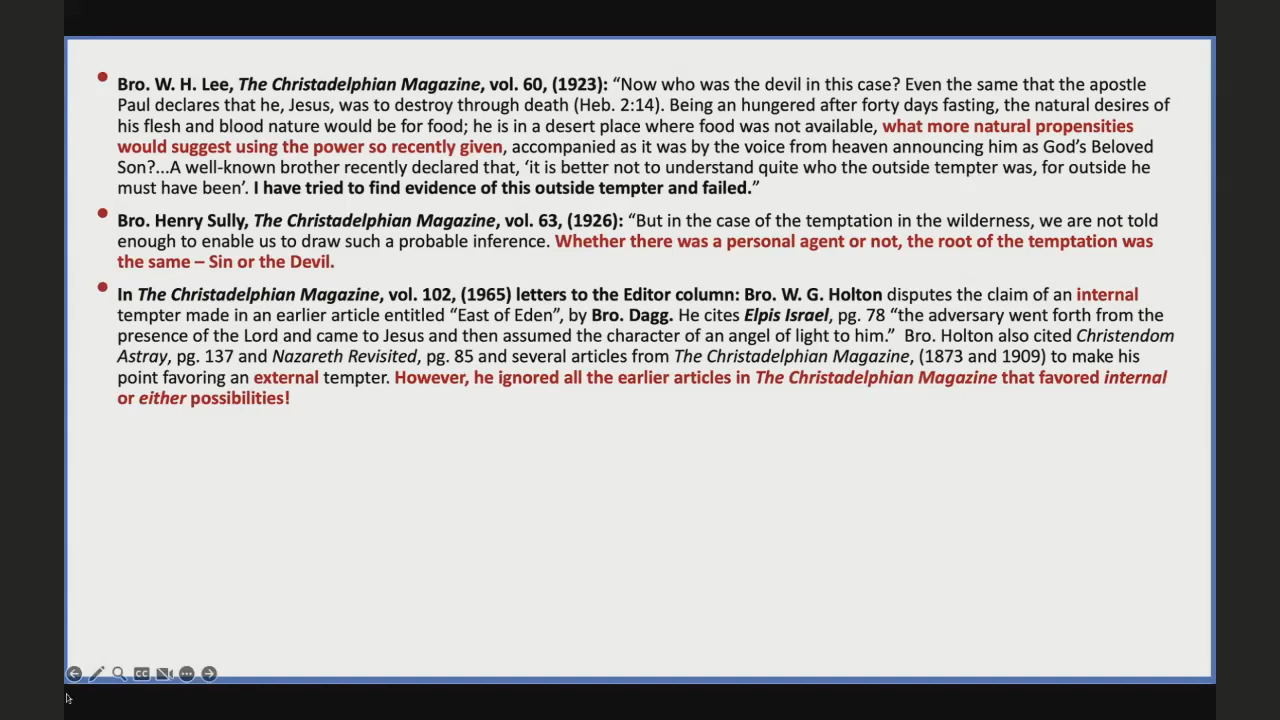 • Bro. W. H. Lee, The Christadelphian Magazine, vol. 60, (1923): “Now who was the devil in this case? Even the same that the apostle
Paul declares that he, Jesus, was to destroy through death (Heb. 2:14). Being an hungered after forty days fasting, the natural desires of
his flesh and blood nature would be for food; he is in a desert place where food was not available, what more natural propensities
would suggest using the power so recently given, accompanied as it was by the voice from heaven announcing him as God’s Beloved
Son?...A well-known brother recently declared that, ‘it is better not to understand quite who the outside tempter was, for outside he
must have been’. I have tried to find evidence of this outside tempter and failed.”
• Bro. Henry Sully, The Christadelphian Magazine, vol. 63, (1926): “But in the case of the temptation in the wilderness, we are not told
enough to enable us to draw such a probable inference. Whether there was a personal agent or not, the root of the temptation was
the same – Sin or the Devil.
• In The Christadelphian Magazine, vol. 102, (1965) letters to the Editor column: Bro. W. G. Holton disputes the claim of an internal
tempter made in an earlier article entitled “East of Eden”, by Bro. Dagg. He cites Elpis Israel, pg. 78 “the adversary went forth from the
presence of the Lord and came to Jesus and then assumed the character of an angel of light to him.” Bro. Holton also cited Christendom
Astray, pg. 137 and Nazareth Revisited, pg. 85 and several articles from The Christadelphian Magazine, (1873 and 1909) to make his
point favoring an external tempter. However, he ignored all the earlier articles in The Christadelphian Magazine that favored internal
or either possibilities!
CC